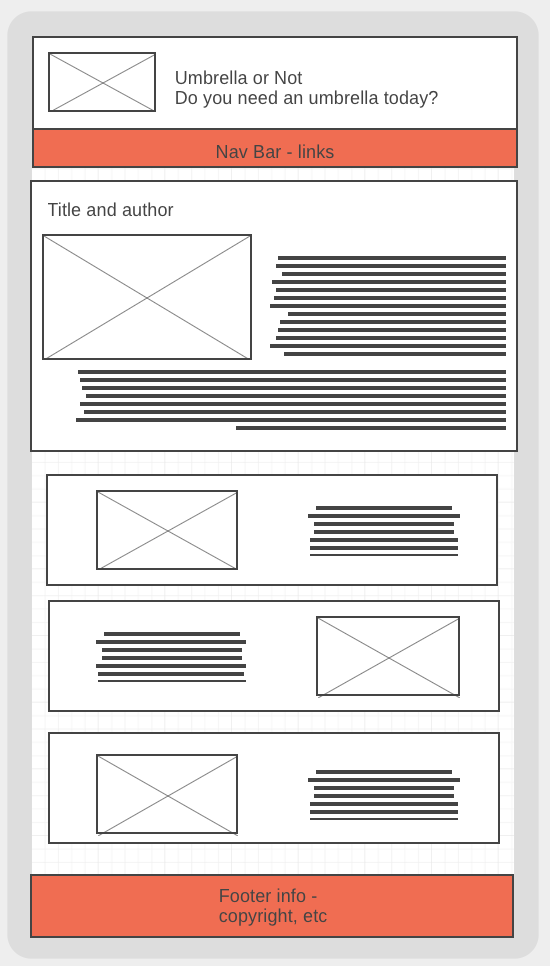 Umbrella or Not
Do you need an umbrella today?
Nav Bar - links
Title and author
Footer info -
copyright, etc